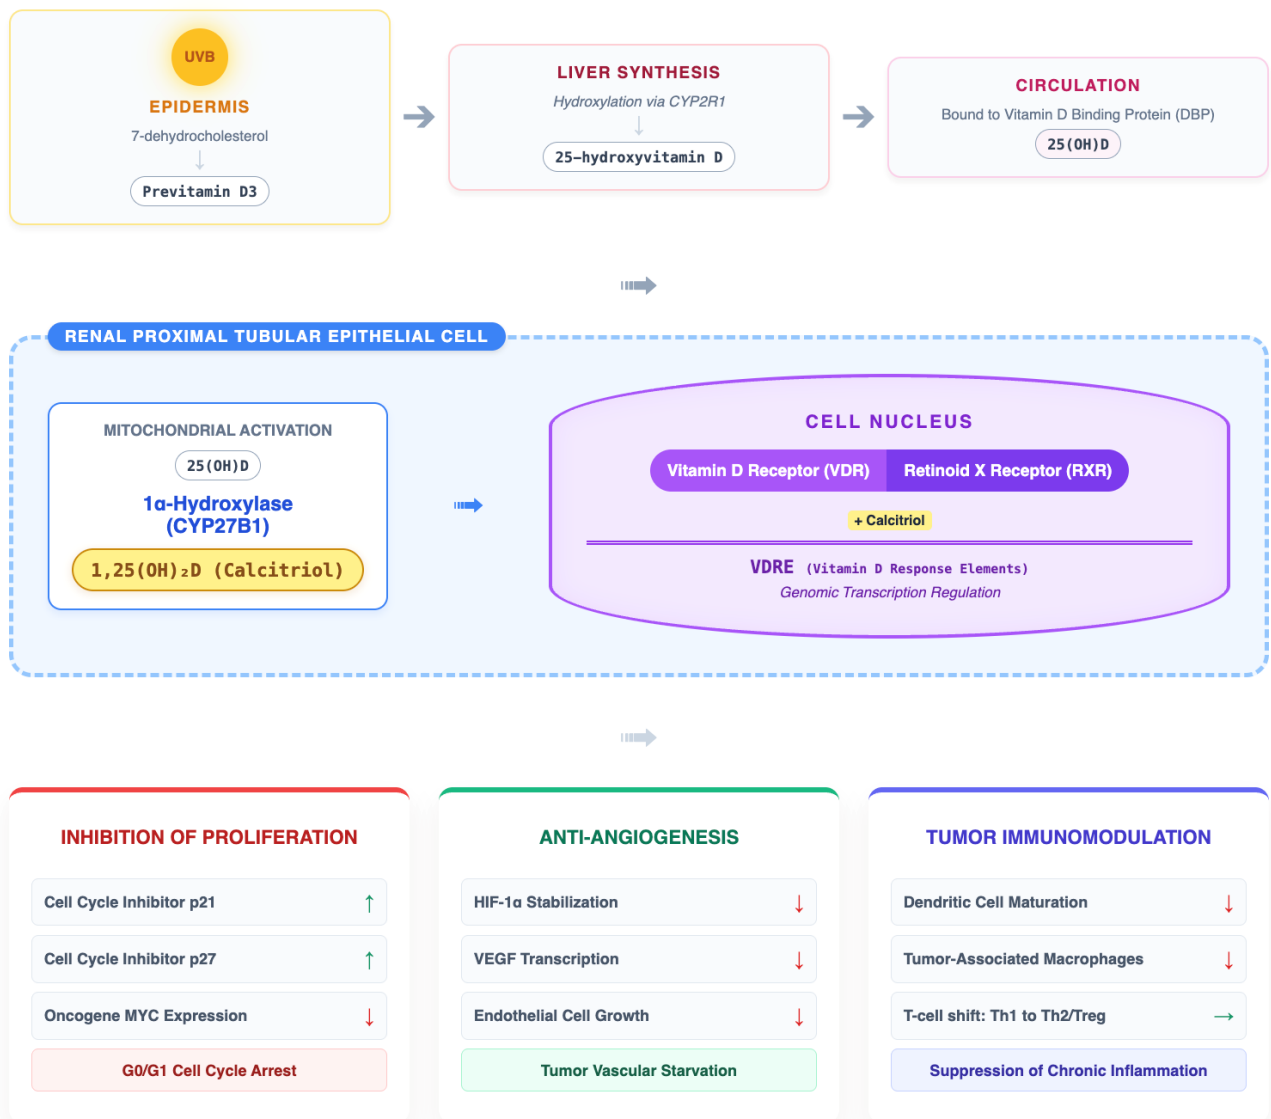 UVB
EPIDERMIS
7-dehydrocholesterol
↓
Previtamin D3
➔
LIVER SYNTHESIS
Hydroxylation via CYP2R1
↓
25-hydroxyvitamin D
➔
CIRCULATION
Bound to Vitamin D Binding Protein (DBP)
25(OH)D
➠
RENAL PROXIMAL TUBULAR EPITHELIAL CELL
MITOCHONDRIAL ACTIVATION
25(OH)D
1α-Hydroxylase
(CYP27B1)
1,25(OH)₂D (Calcitriol)
➠
CELL NUCLEUS
Vitamin D Receptor (VDR) Retinoid X Receptor (RXR)
+ Calcitriol
VDRE (Vitamin D Response Elements)
Genomic Transcription Regulation
➠
INHIBITION OF PROLIFERATION
Cell Cycle Inhibitor p21 ↑
Cell Cycle Inhibitor p27 ↑
Oncogene MYC Expression ↓
G0/G1 Cell Cycle Arrest
ANTI-ANGIOGENESIS
HIF-1α Stabilization ↓
VEGF Transcription ↓
Endothelial Cell Growth ↓
Tumor Vascular Starvation
TUMOR IMMUNOMODULATION
Dendritic Cell Maturation ↓
Tumor-Associated Macrophages ↓
T-cell shift: Th1 to Th2/Treg →
Suppression of Chronic Inflammation